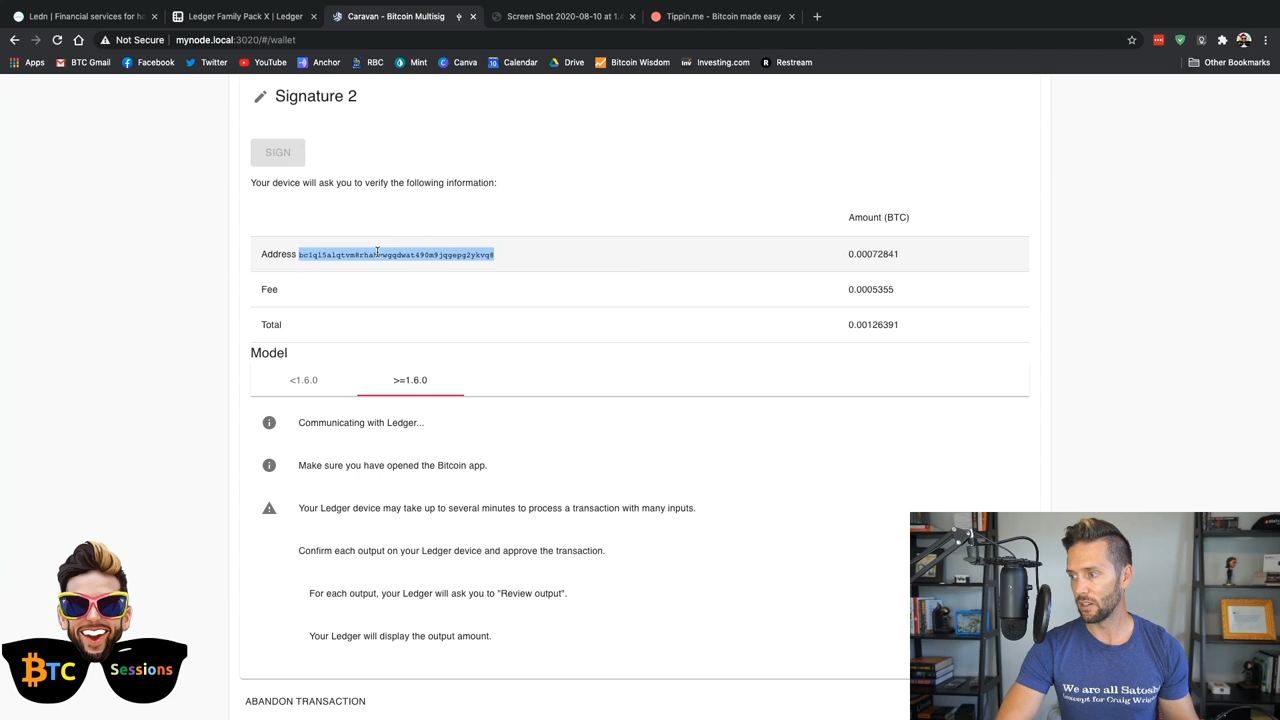 Ledn | Financial services for h
Ledger Family Pack X | Ledger
Caravan - Bitcoin Multisig
Screen Shot 2020-08-10 at 1.4
Tippin.me - Bitcoin made easy
Not Secure | mynode.local:3020/#/wallet
Apps
BTC Gmail
Facebook
Twitter
YouTube
Anchor
RBC
Mint
Canva
Calendar
Drive
Bitcoin Wisdom
Investing.com
Restream
Other Bookmarks
Signature 2
SIGN
Your device will ask you to verify the following information:
Amount (BTC)
Address
0.00072841
Fee
0.0005355
Total
0.00126391
Model
<1.6.0
>=1.6.0
Communicating with Ledger...
Make sure you have opened the Bitcoin app.
Your Ledger device may take up to several minutes to process a transaction with many inputs.
Confirm each output on your Ledger device and approve the transaction.
For each output, your Ledger will ask you to "Review output".
Your Ledger will display the output amount.
ABANDON TRANSACTION
BTC Sessions
We are all Satoshi
except for Craig Wright